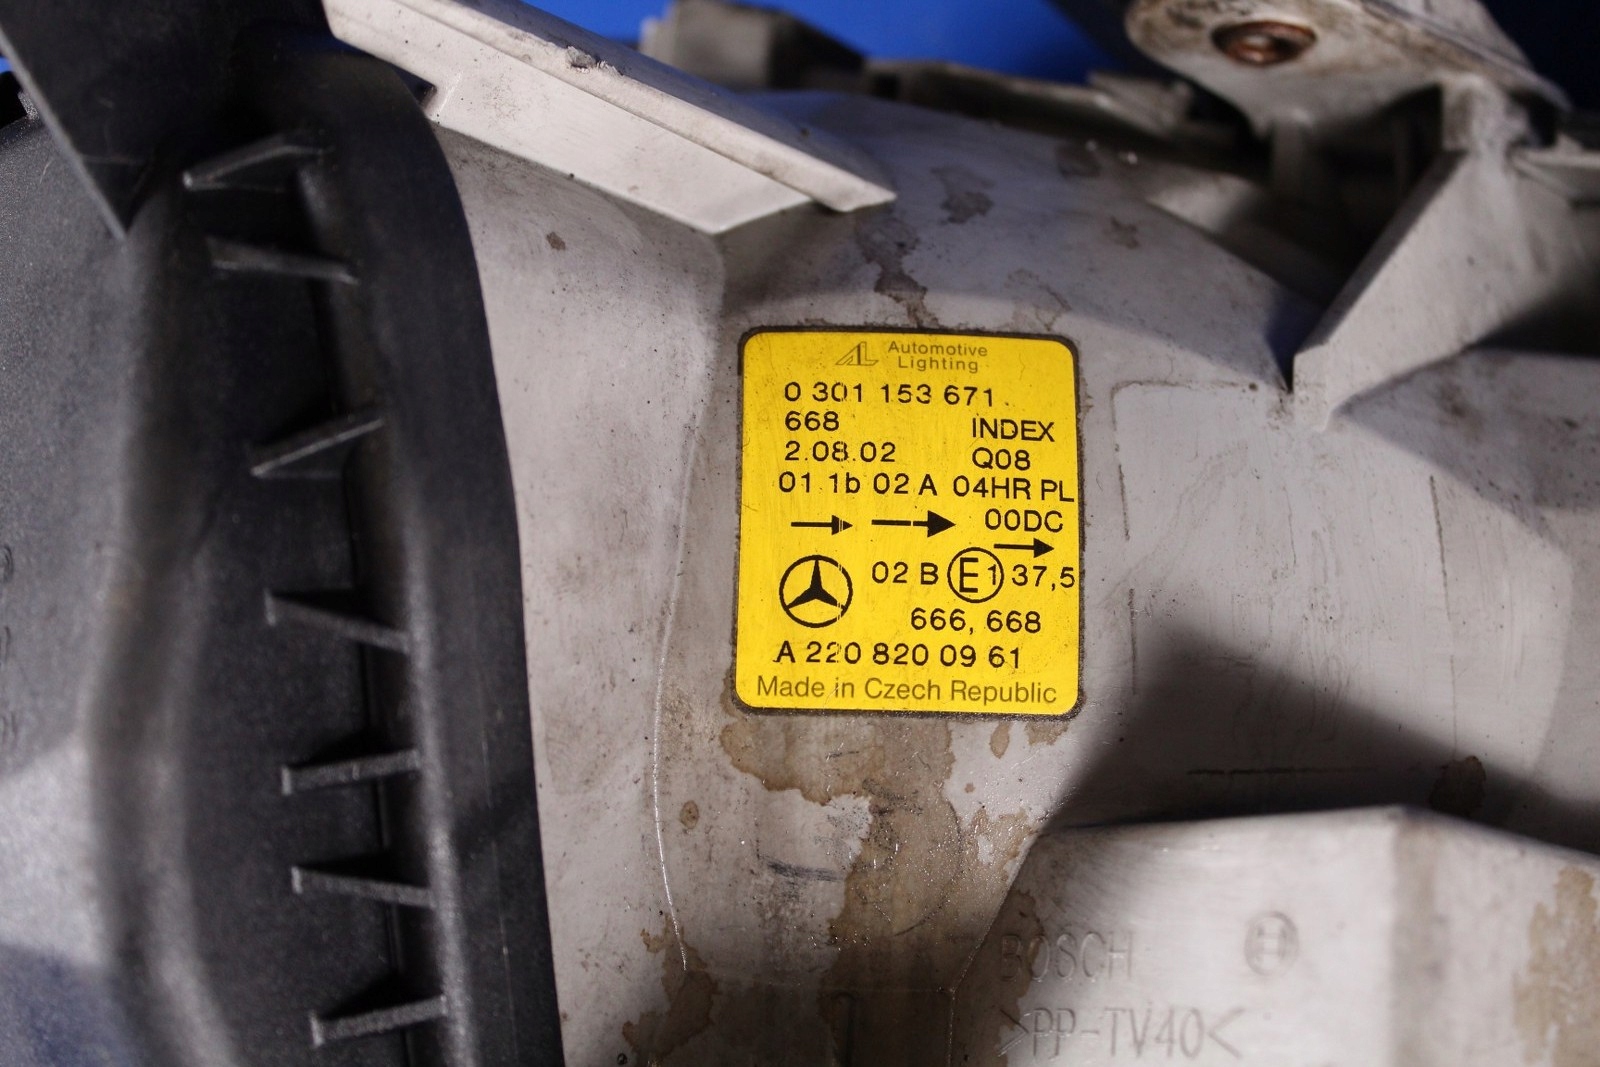 AL Automotive
Lighting
0 301 153 671
668 INDEX
2.08.02 Q08
01 1b 02 A 04HR PL
00DC
02 B E1 37,5
666, 668
A 220 820 09 61
Made in Czech Republic
BOSCH
>PP-TV40<